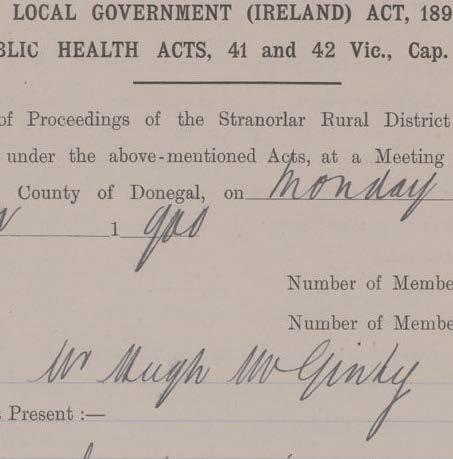 LOCAL GOVERNMENT (IRELAND) ACT, 189
BLIC HEALTH ACTS, 41 and 42 Vic., Cap.
of Proceedings of the Stranorlar Rural District
under the above-mentioned Acts, at a Meeting
County of Donegal, on Monday
1 900
Number of Membe
Number of Membe
Mr Hugh McGinty
Present :—